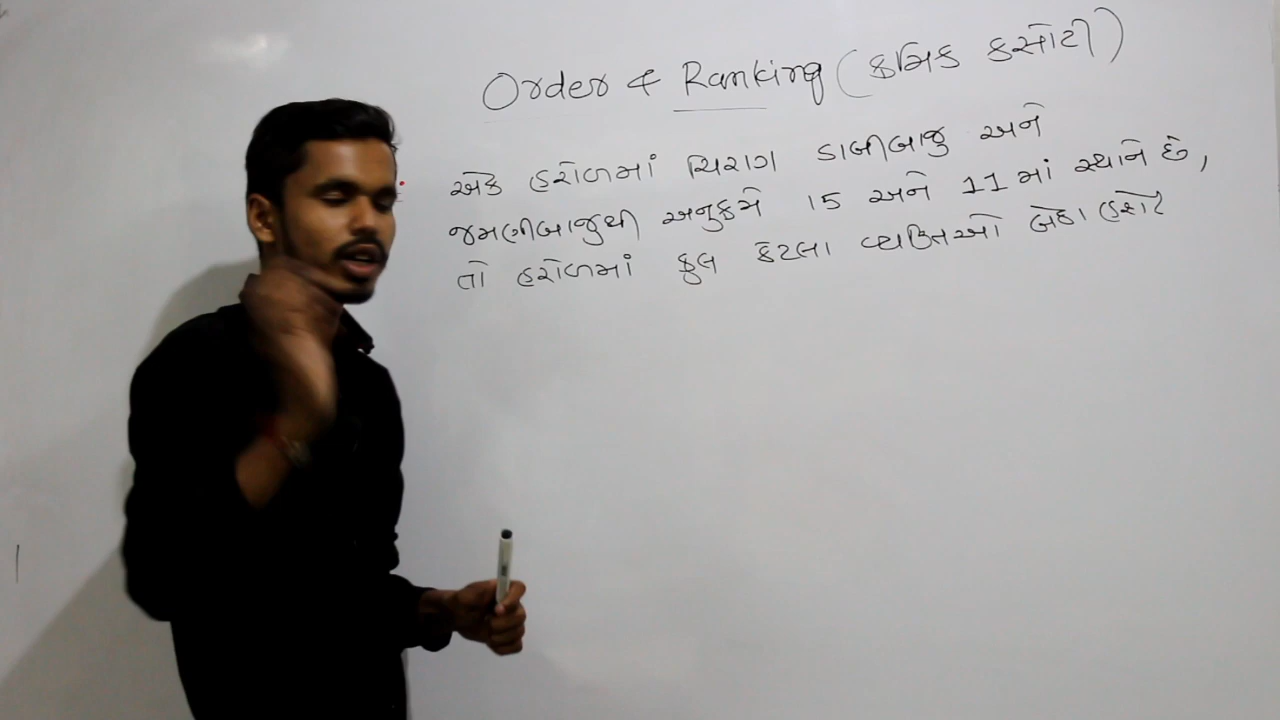 Order & Ranking (ક્રમિક કસોટી)
એક હરોળમાં ચિરાગ ડાબીબાજુ અને
જમણીબાજુથી અનુક્રમે 15 અને 11 માં સ્થાને છે,
તો હરોળમાં કુલ કેટલા વ્યક્તિઓ બેઠા હશે?